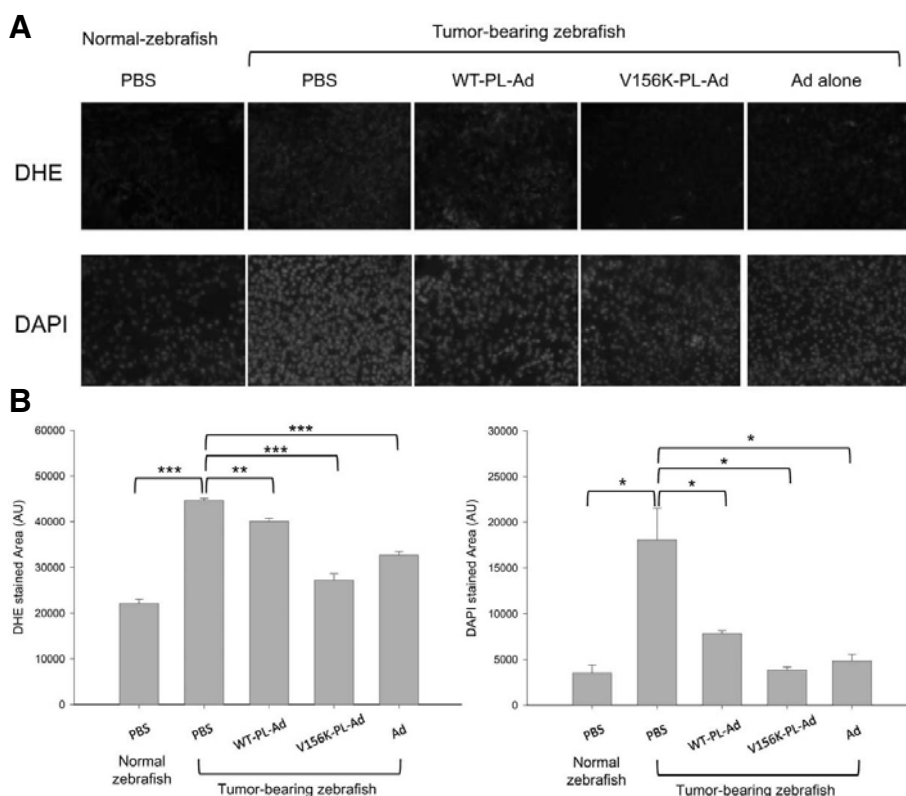 A
Normal-zebrafish
Tumor-bearing zebrafish
PBS PBS WT-PL-Ad V156K-PL-Ad Ad alone
DHE
DAPI
B
60000
50000
40000
30000
20000
10000
0
DHE stained Area (AU)
***
**
***
***
PBS PBS WT-PL-Ad V156K-PL-Ad Ad
Normal
zebrafish
Tumor-bearing zebrafish
30000
25000
20000
15000
10000
5000
0
DAPI stained Area (AU)
*
*
*
*
PBS PBS WT-PL-Ad V156K-PL-Ad Ad
Normal
zebrafish
Tumor-bearing zebrafish